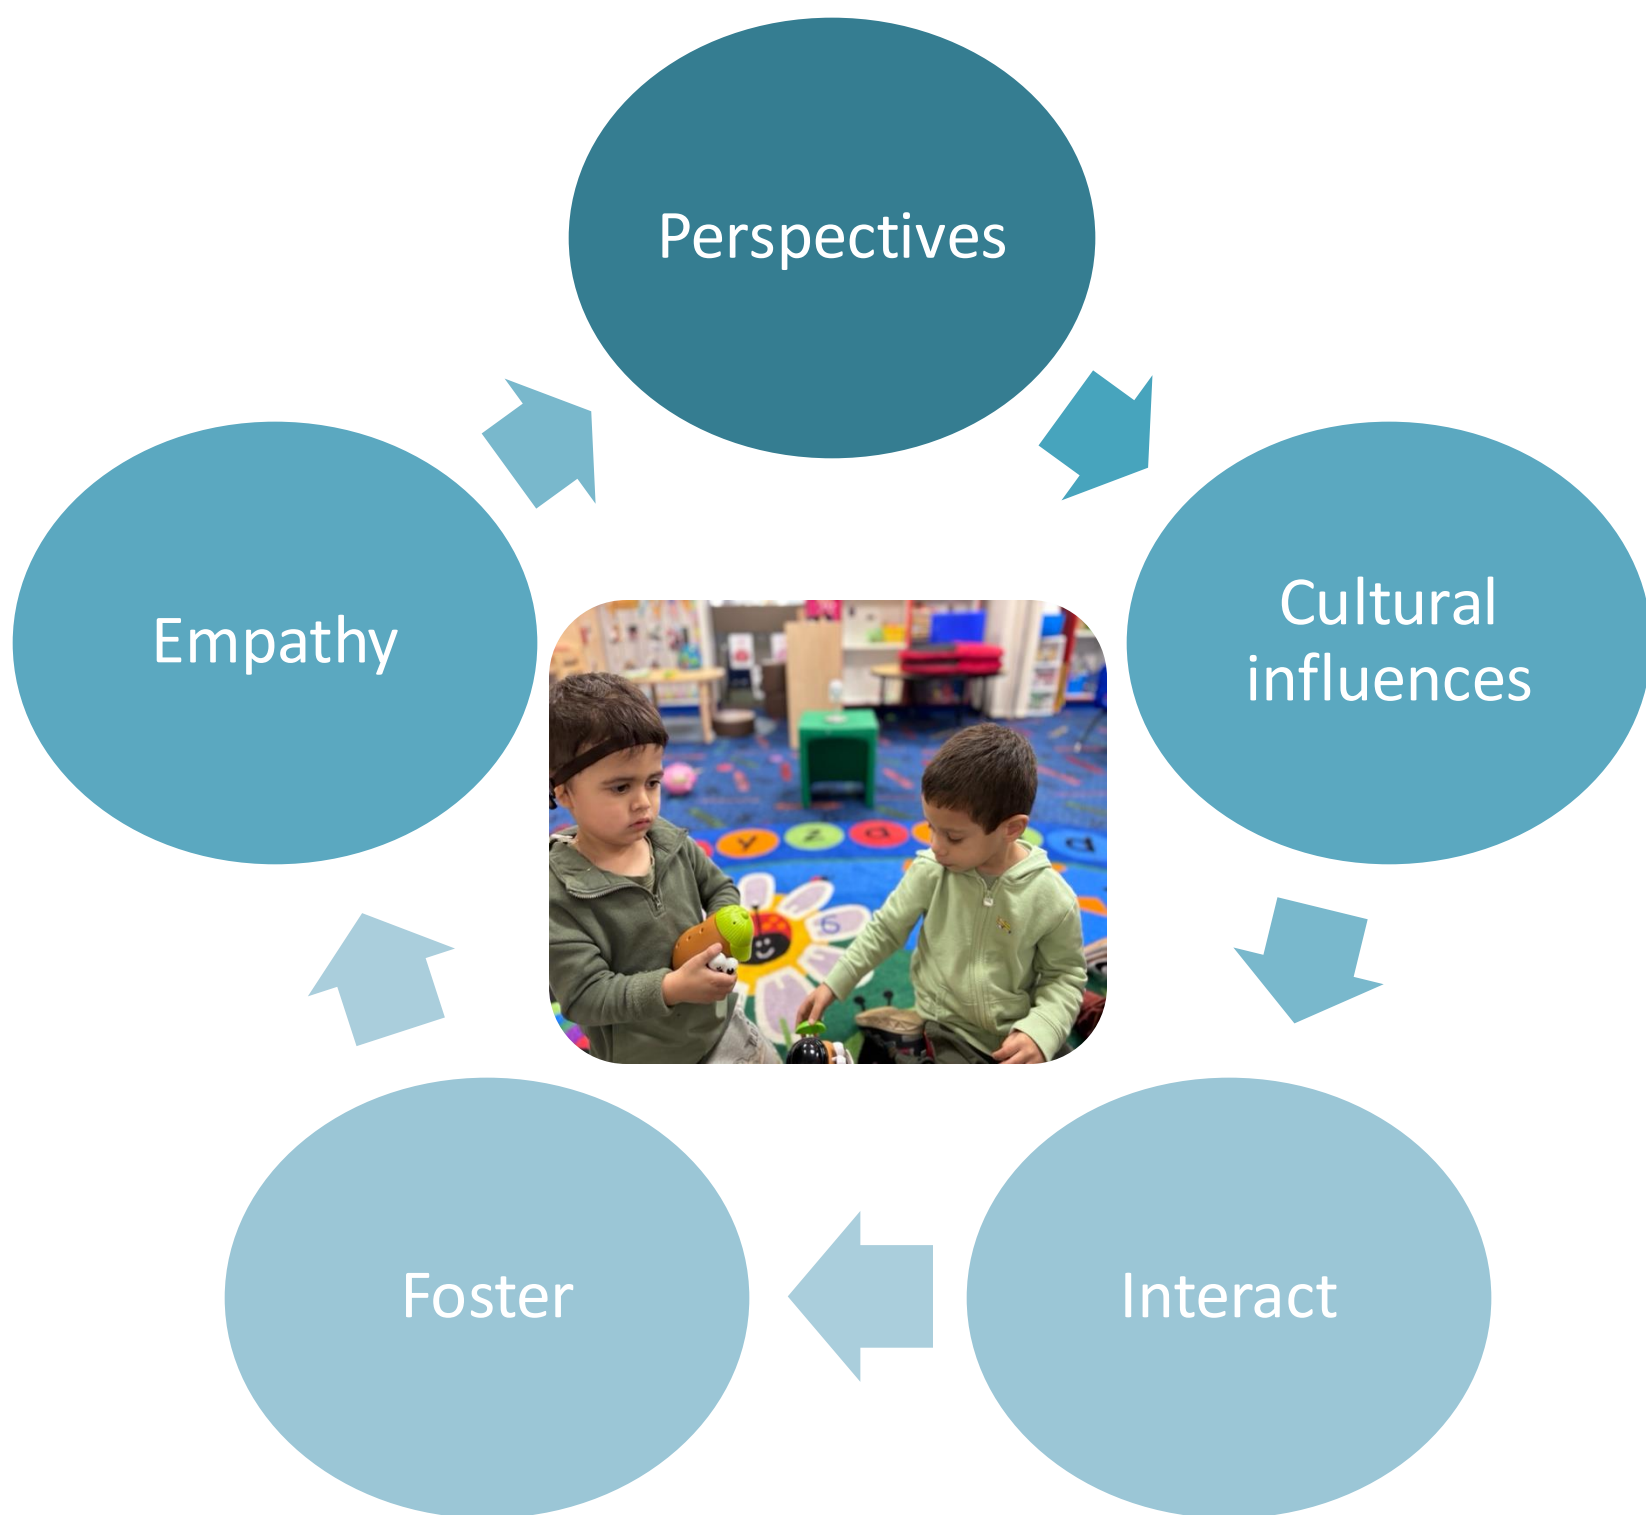 Perspectives
Cultural
influences
Interact
Foster
Empathy